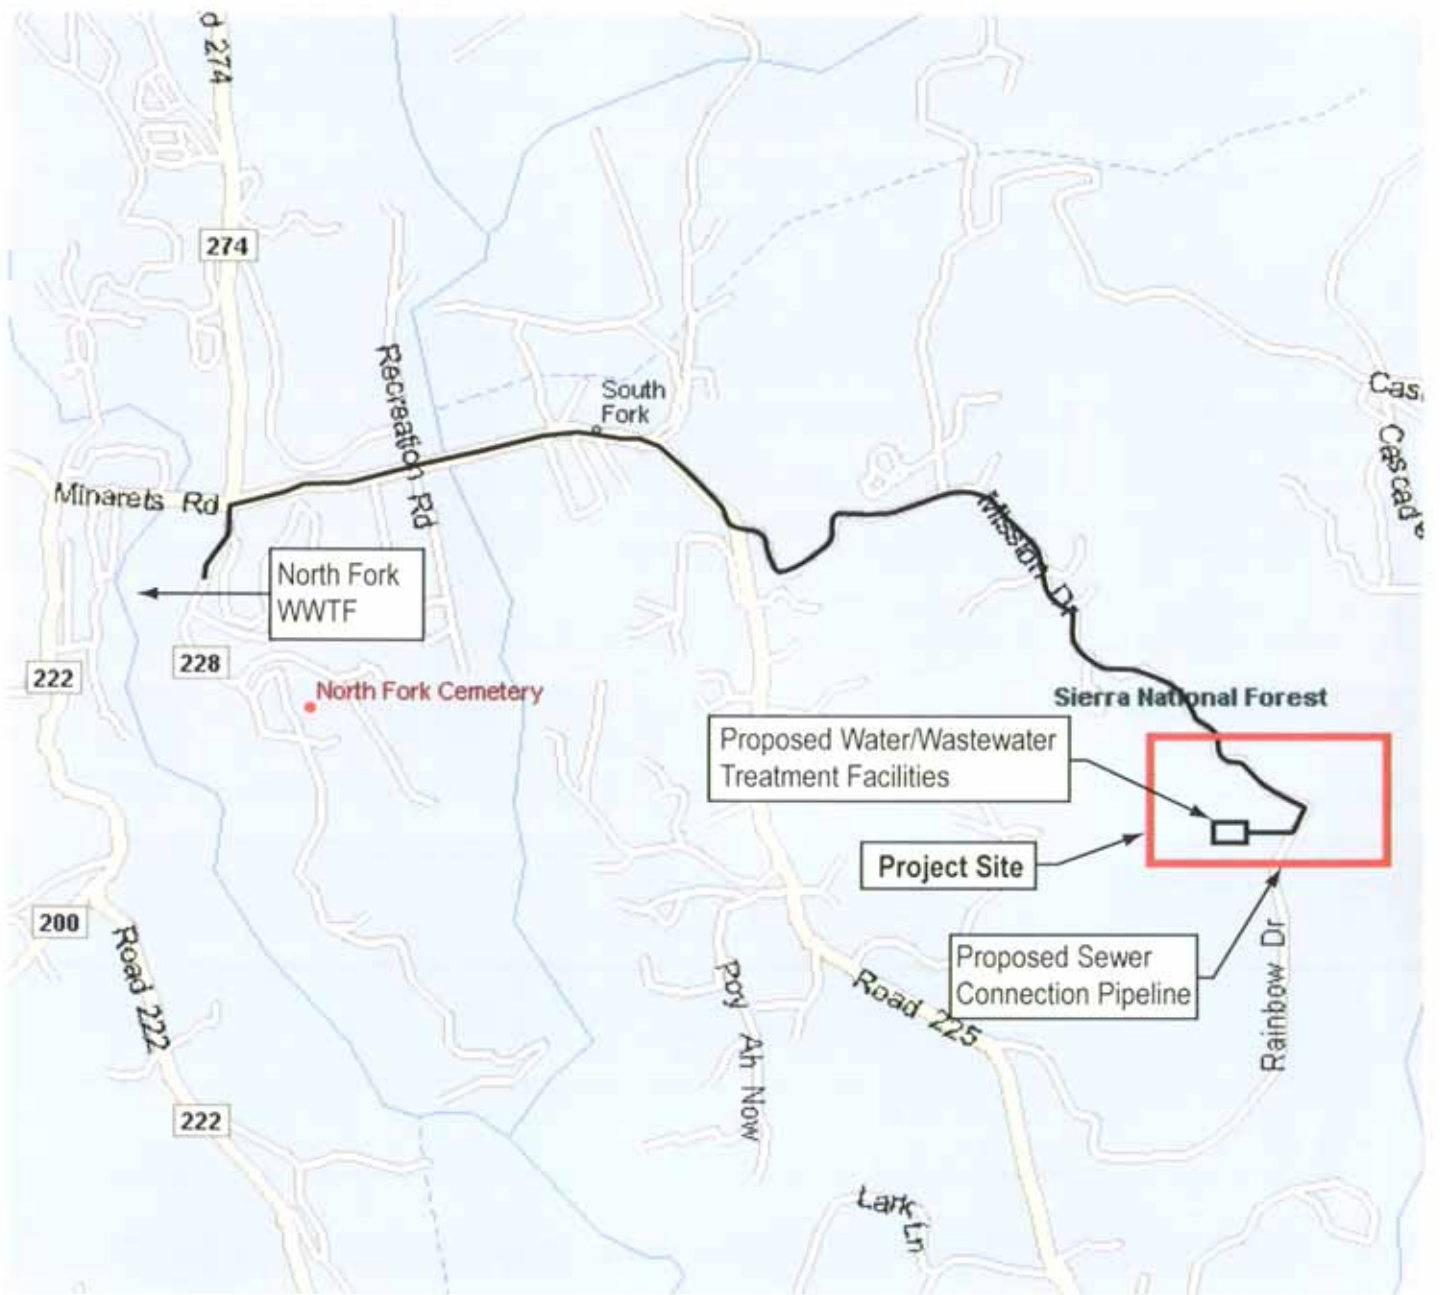 d 274
274
Recreation Rd
South
Fork
Cas
Cascade
Minarets Rd
Mission Dr
North Fork
WWTF
228
222
North Fork Cemetery
Sierra National Forest
Proposed Water/Wastewater
Treatment Facilities
Project Site
200
Road 222
Poy Ah Now
Road 225
Proposed Sewer
Connection Pipeline
Rainbow Dr
222
Lark Ln